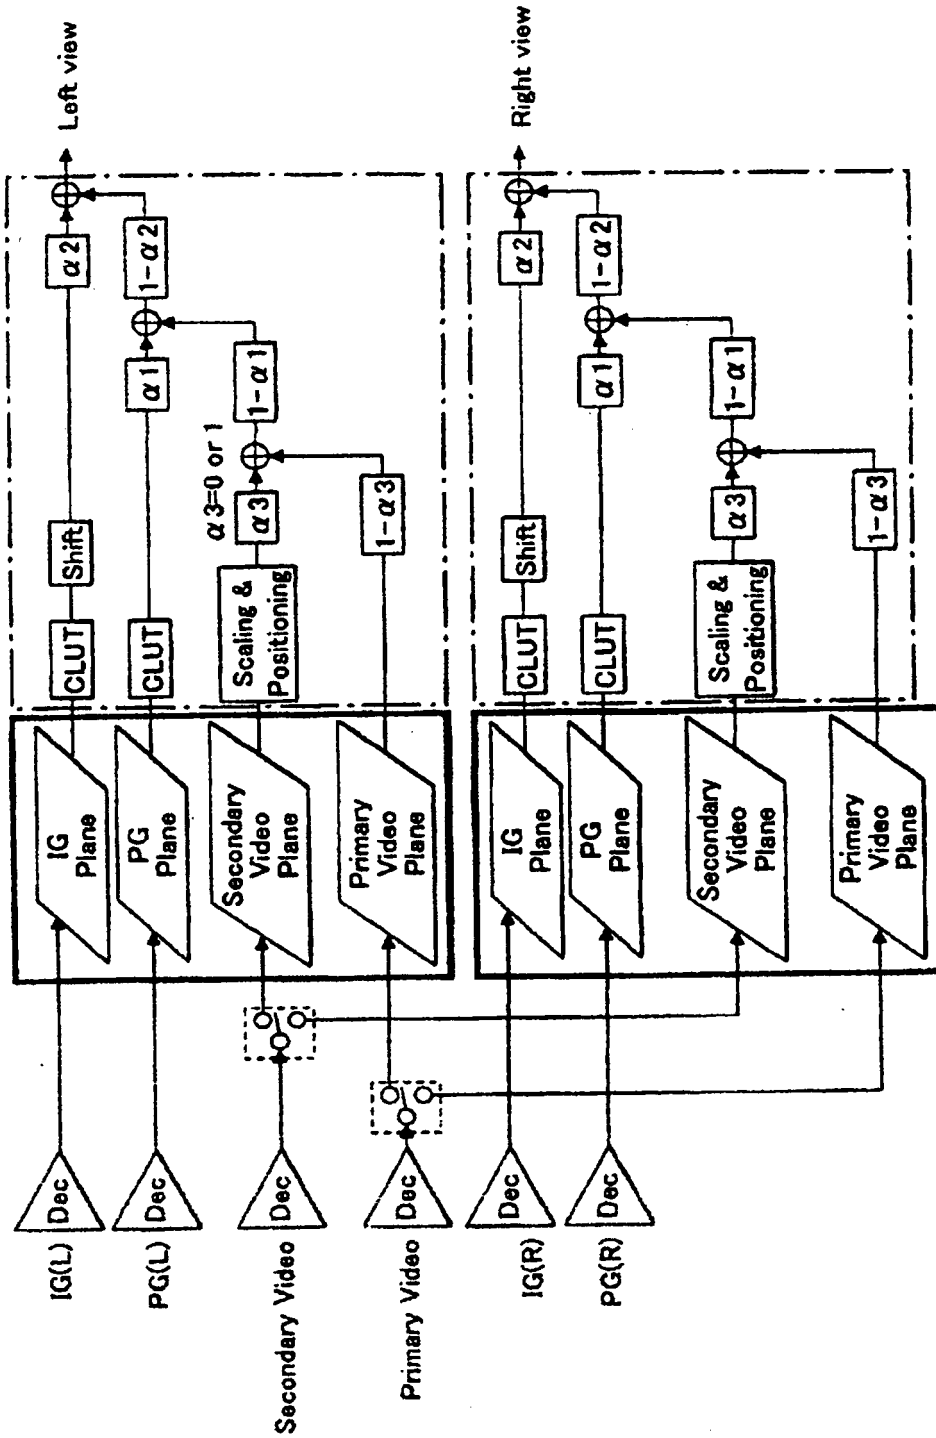 IG(L)
Dec
IG
Plane
CLUT
Shift
α2
Left view
PG(L)
Dec
PG
Plane
CLUT
α1
1-α2
Secondary Video
Dec
Secondary
Video
Plane
Scaling &
Positioning
α3
α3=0 or 1
1-α1
Primary Video
Dec
Primary
Video
Plane
1-α3
IG(R)
Dec
IG
Plane
CLUT
Shift
α2
Right view
PG(R)
Dec
PG
Plane
CLUT
α1
1-α2
Secondary
Video
Plane
Scaling &
Positioning
α3
1-α1
Primary
Video
Plane
1-α3